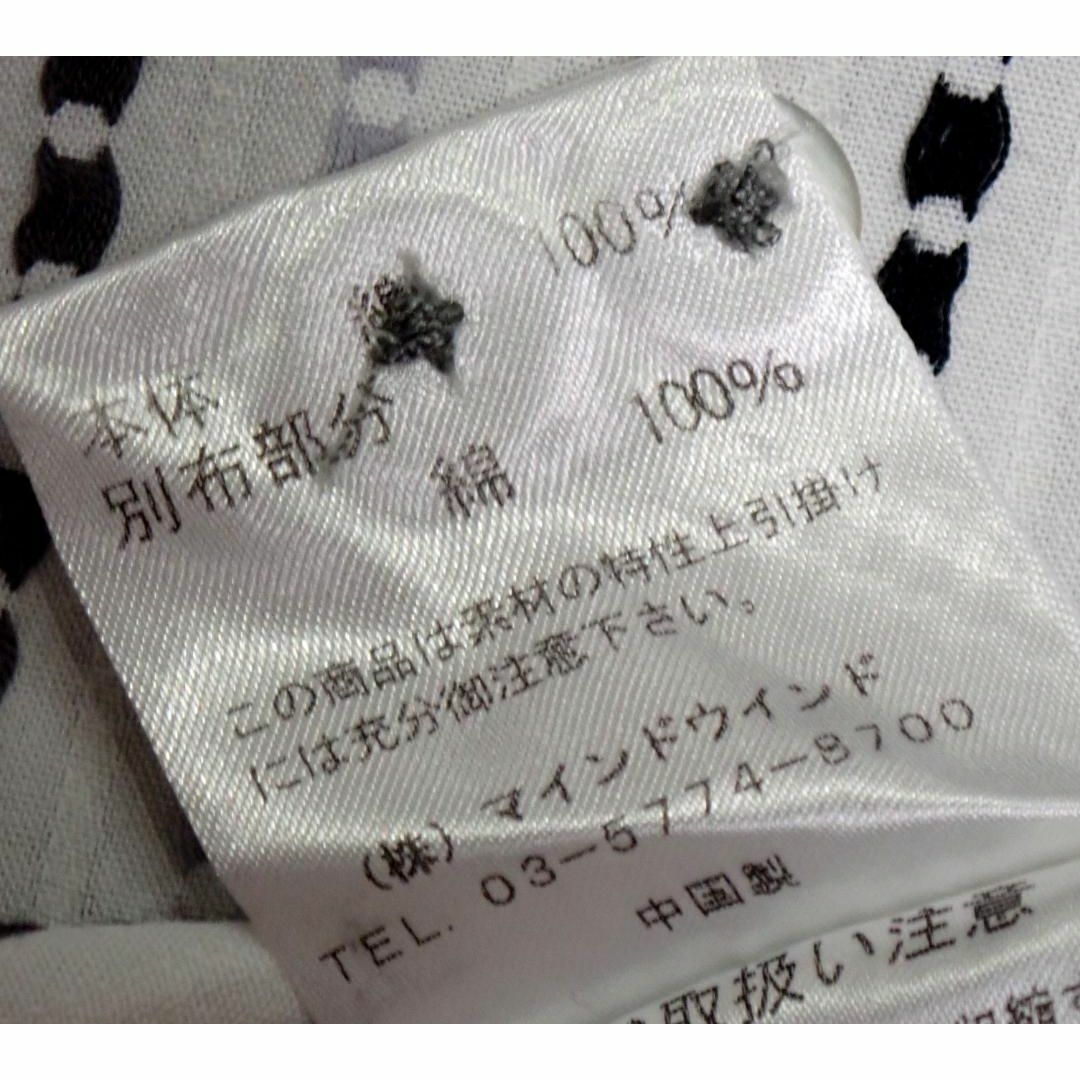 本体 綿 100%
別布部分 綿 100%
この商品は素材の特性上引掛け
には充分御注意下さい。
(株) マインドウインド
TEL. 03-5774-8700
中国製
取扱い注意